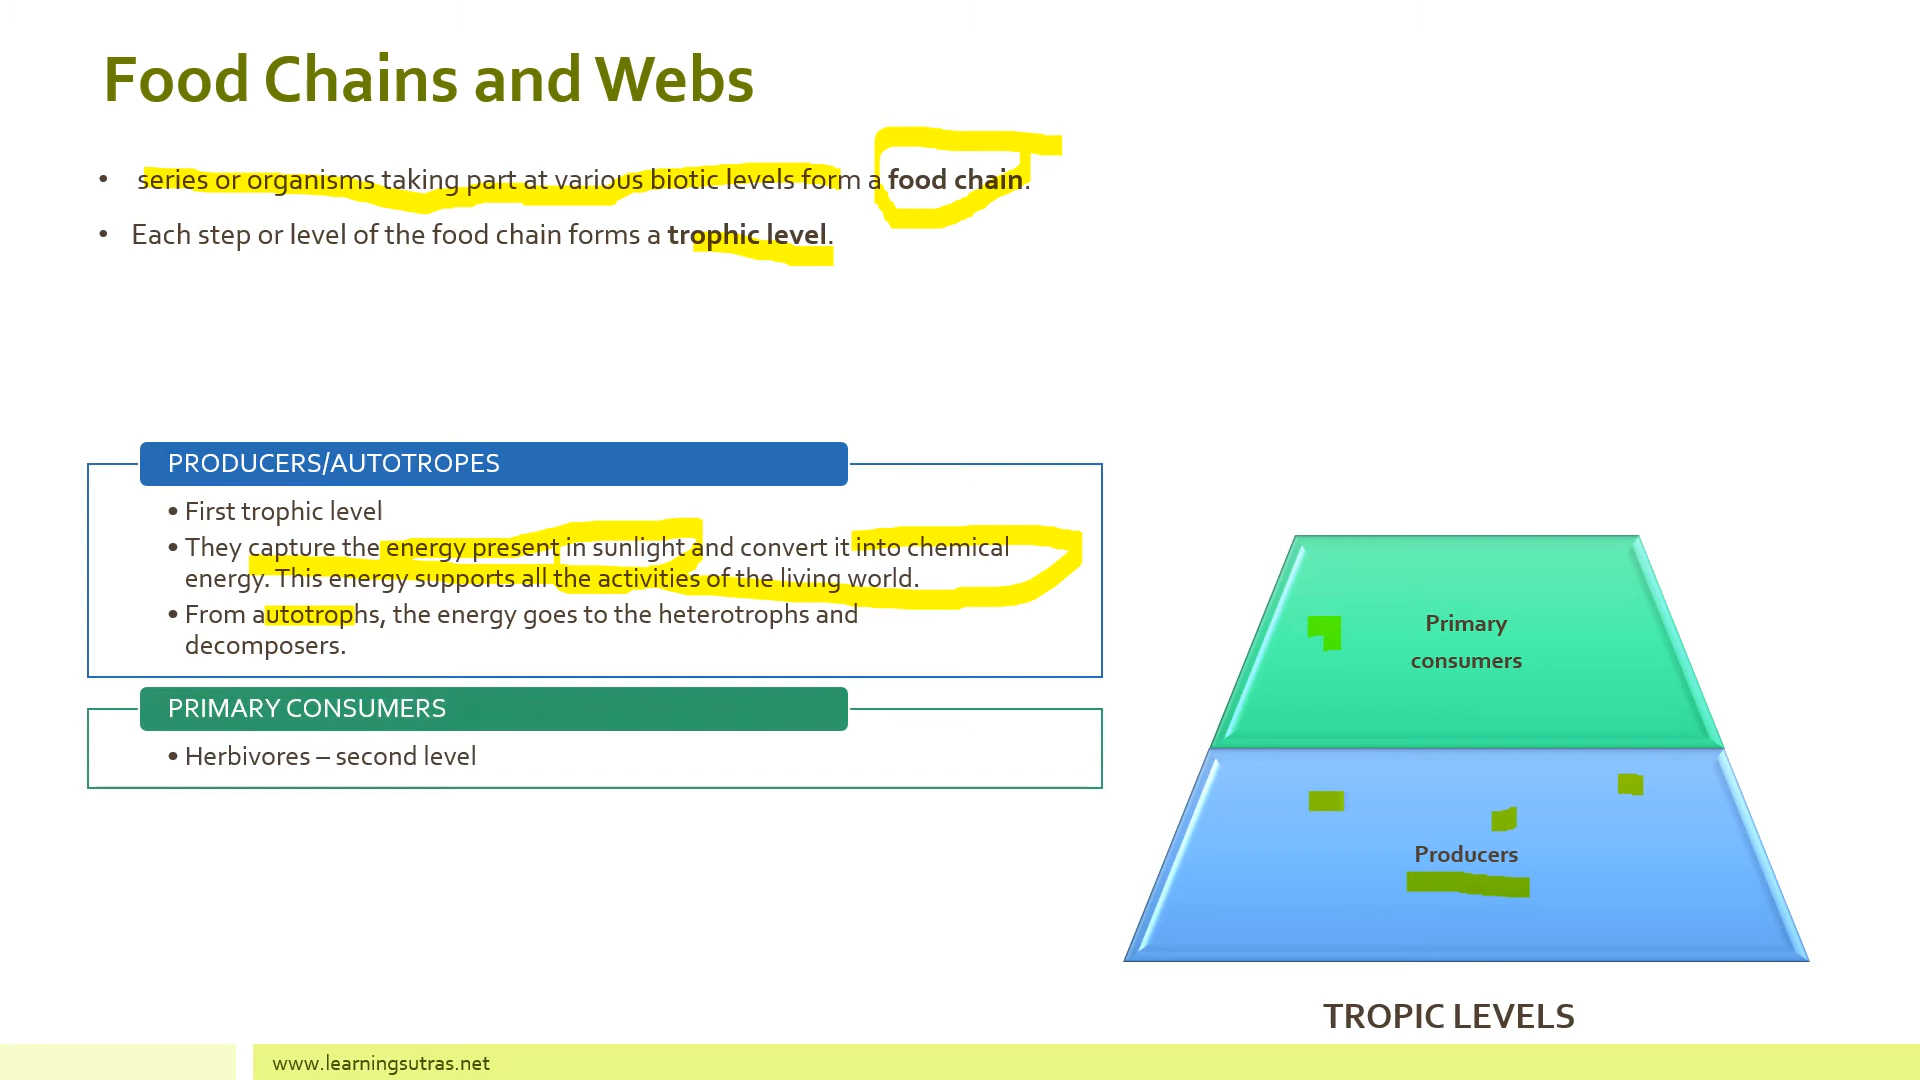 Food Chains and Webs
• series or organisms taking part at various biotic levels form a food chain.
• Each step or level of the food chain forms a trophic level.
PRODUCERS/AUTOTROPES
• First trophic level
• They capture the energy present in sunlight and convert it into chemical
energy. This energy supports all the activities of the living world.
• From autotrophs, the energy goes to the heterotrophs and
decomposers.
PRIMARY CONSUMERS
• Herbivores – second level
Primary
consumers
Producers
TROPIC LEVELS
www.learningsutras.net